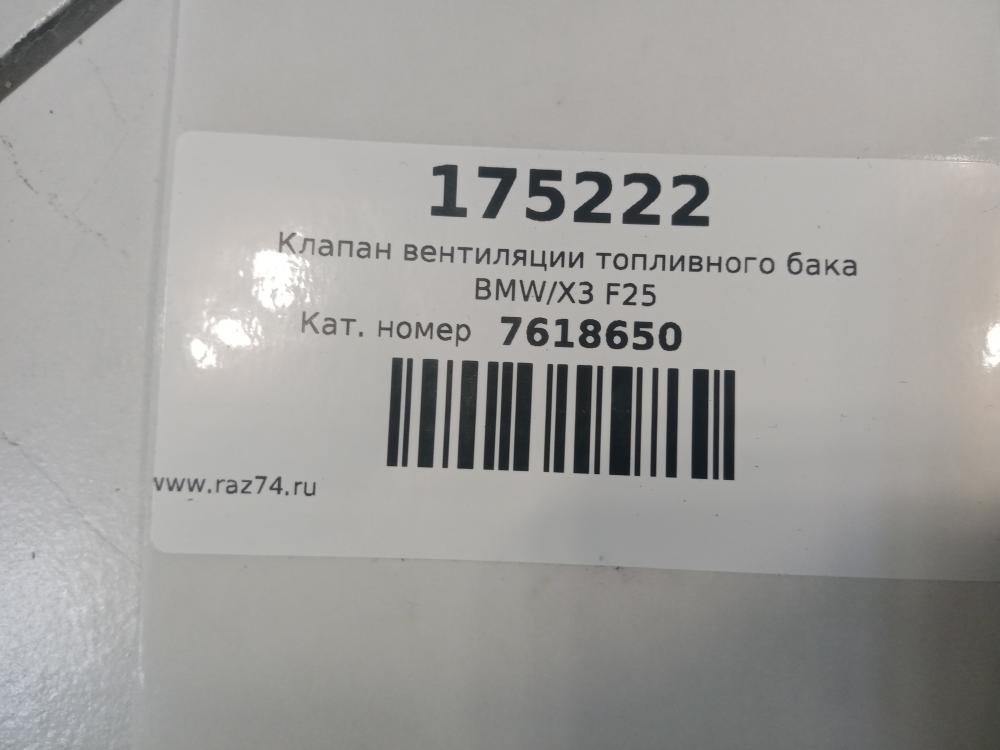 175222
Клапан вентиляции топливного бака
BMW/X3 F25
Кат. номер 7618650
www.raz74.ru